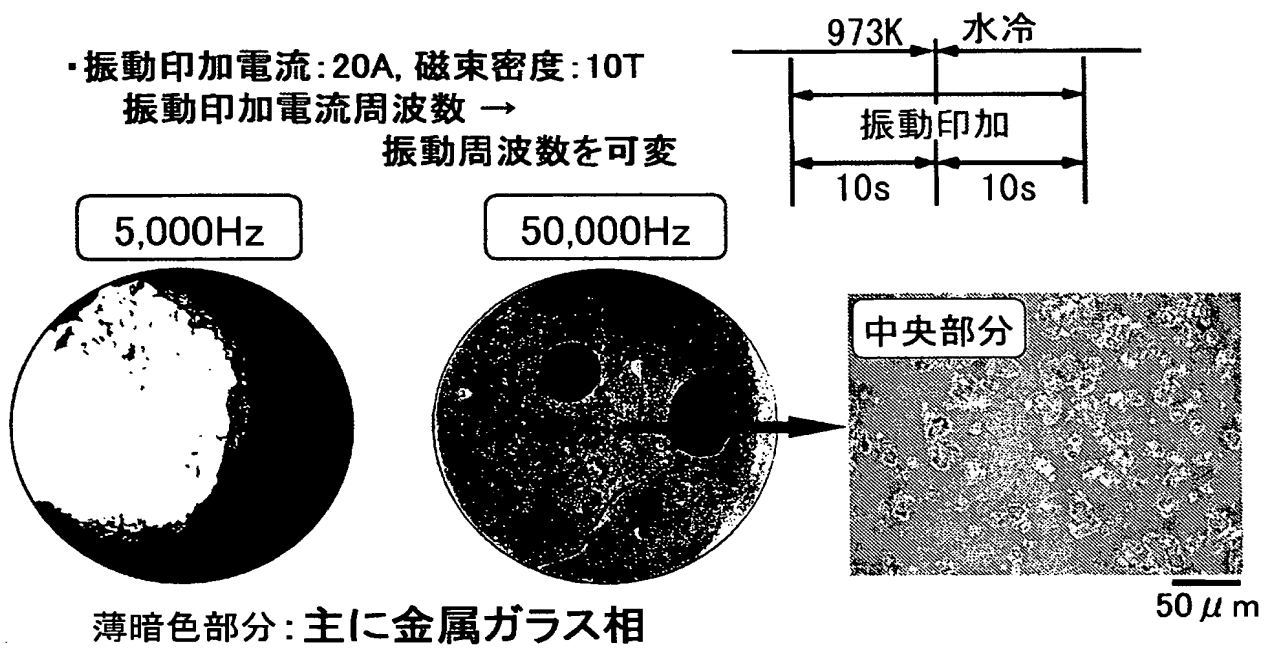 ・振動印加電流:20A, 磁束密度:10T
振動印加電流周波数 →
振動周波数を可変
973K 水冷
振動印加
10s 10s
5,000Hz
50,000Hz
中央部分
50μm
薄暗色部分:主に金属ガラス相